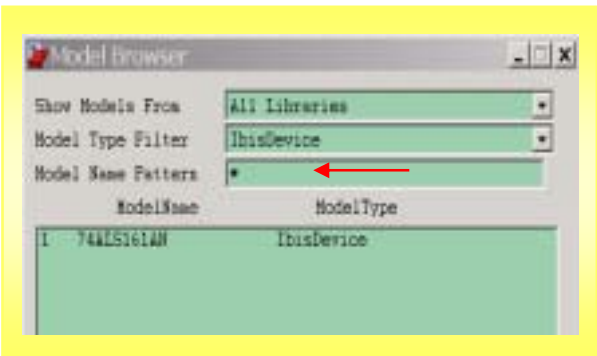 Model Browser
Show Models From All Libraries
Model Type Filter IbisDevice
Model Name Pattern *
ModelName ModelType
1 74ALS161AN IbisDevice